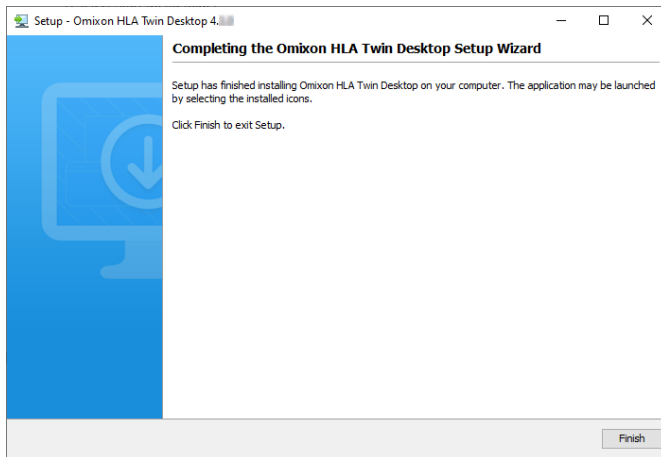 Setup - Omixon HLA Twin Desktop 4.
Completing the Omixon HLA Twin Desktop Setup Wizard
Setup has finished installing Omixon HLA Twin Desktop on your computer. The application may be launched
by selecting the installed icons.
Click Finish to exit Setup.
Finish